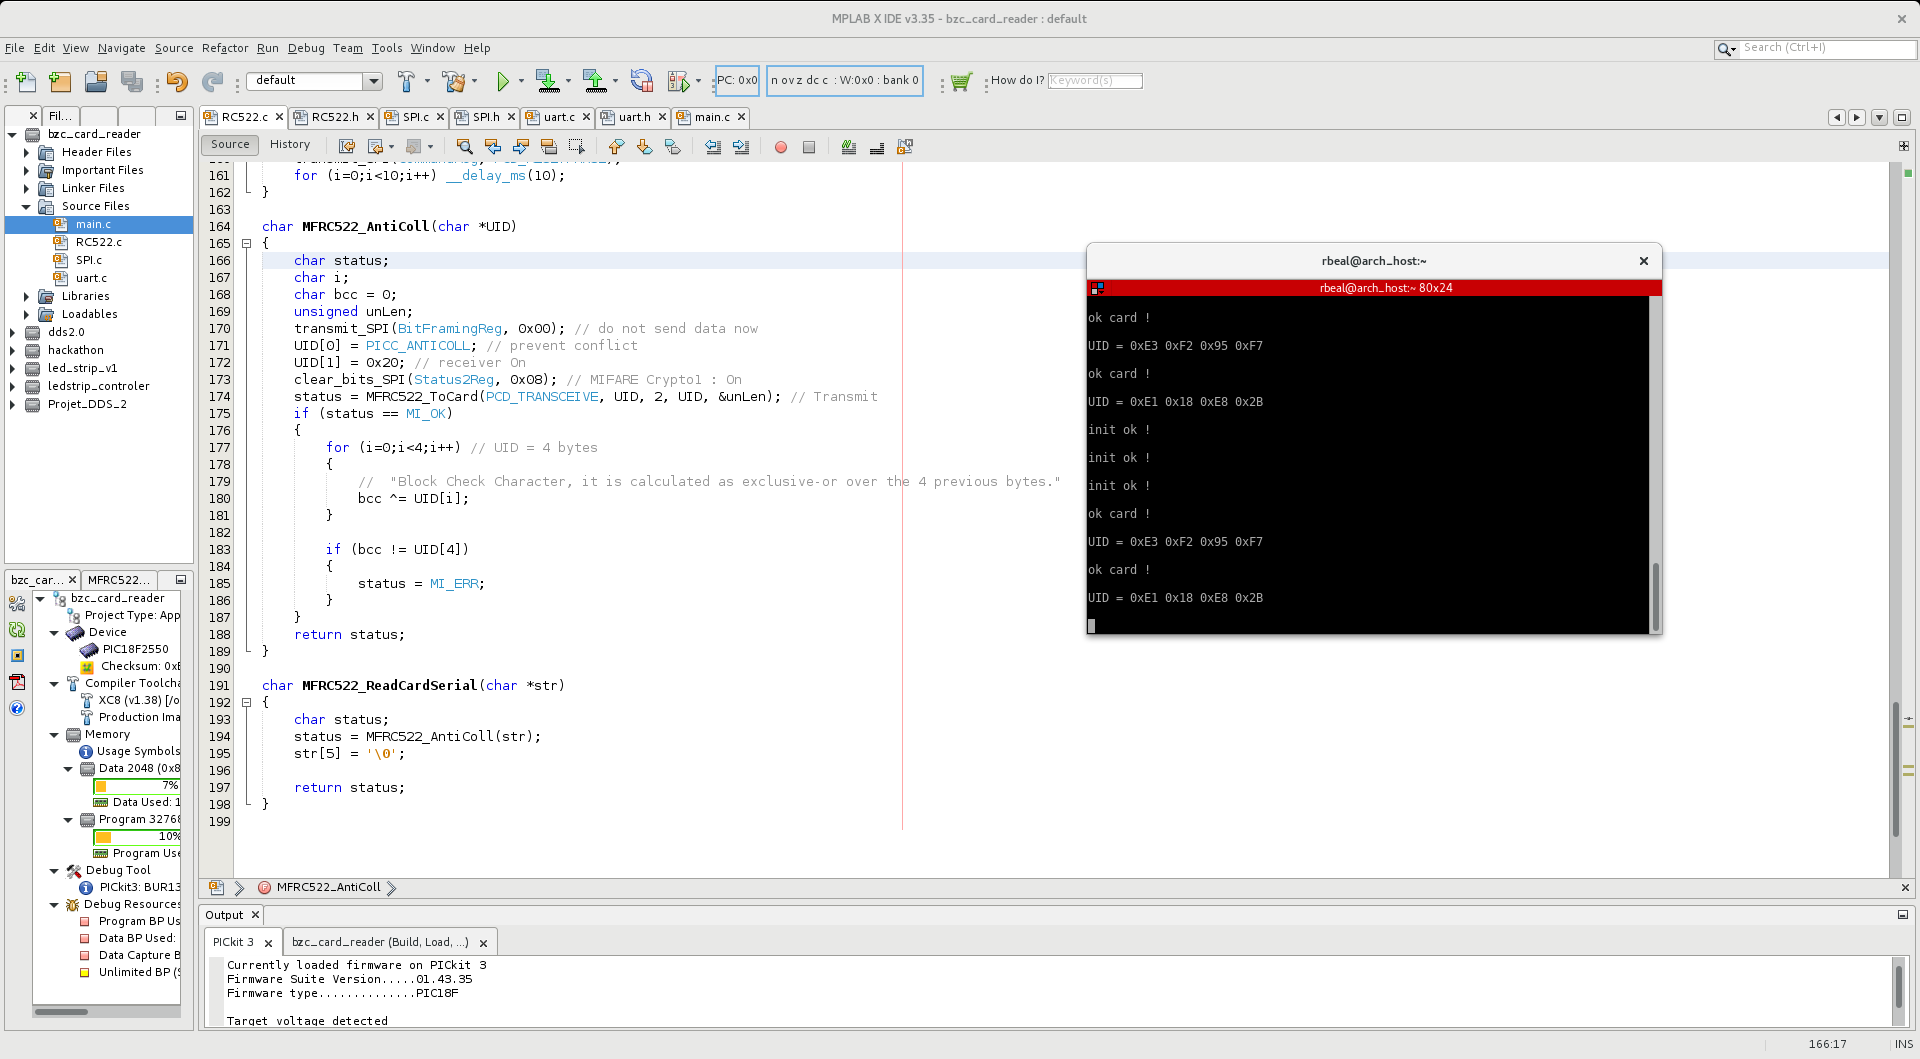 MPLAB X IDE v3.35 - bzc_card_reader : default
File Edit View Navigate Source Refactor Run Debug Team Tools Window Help
Search (Ctrl+I)
default
PC: 0x0
n ov z dc c : W:0x0 : bank 0
How do I?
Keyword(s)
Fil...
bzc_card_reader
Header Files
Important Files
Linker Files
Source Files
main.c
RC522.c
SPI.c
uart.c
Libraries
Loadables
dds2.0
hackathon
led_strip_v1
ledstrip_controler
Projet_DDS_2
RC522.c RC522.h SPI.c SPI.h uart.c uart.h main.c
Source History
161 for (i=0;i<10;i++) __delay_ms(10);
162 }
163
164 char MFRC522_AntiColl(char *UID)
165 {
166 char status;
167 char i;
168 char bcc = 0;
169 unsigned unLen;
170 transmit_SPI(BitFramingReg, 0x00); // do not send data now
171 UID[0] = PICC_ANTICOLL; // prevent conflict
172 UID[1] = 0x20; // receiver On
173 clear_bits_SPI(Status2Reg, 0x08); // MIFARE Crypto1 : On
174 status = MFRC522_ToCard(PCD_TRANSCEIVE, UID, 2, UID, &unLen); // Transmit
175 if (status == MI_OK)
176 {
177 for (i=0;i<4;i++) // UID = 4 bytes
178 {
179 //  "Block Check Character, it is calculated as exclusive-or over the 4 previous bytes."
180 bcc ^= UID[i];
181 }
182
183 if (bcc != UID[4])
184 {
185 status = MI_ERR;
186 }
187 }
188 return status;
189 }
190
191 char MFRC522_ReadCardSerial(char *str)
192 {
193 char status;
194 status = MFRC522_AntiColl(str);
195 str[5] = '\0';
196
197 return status;
198 }
199
rbeal@arch_host:~
rbeal@arch_host:~ 80x24
ok card !
UID = 0xE3 0xF2 0x95 0xF7
ok card !
UID = 0xE1 0x18 0xE8 0x2B
init ok !
init ok !
init ok !
ok card !
UID = 0xE3 0xF2 0x95 0xF7
ok card !
UID = 0xE1 0x18 0xE8 0x2B
bzc_car... MFRC522...
bzc_card_reader
Project Type: App
Device
PIC18F2550
Checksum: 0xE
Compiler Toolcha
XC8 (v1.38) [/o
Production Ima
Memory
Usage Symbols
Data 2048 (0x8
7%
Data Used: 1
Program 32768
10%
Program Use
Debug Tool
PICkit3: BUR13
Debug Resources
Program BP Us
Data BP Used:
Data Capture B
Unlimited BP (S
MFRC522_AntiColl
Output
PICkit 3 bzc_card_reader (Build, Load, ...)
Currently loaded firmware on PICkit 3
Firmware Suite Version.....01.43.35
Firmware type..............PIC18F
Target voltage detected
166:17 INS